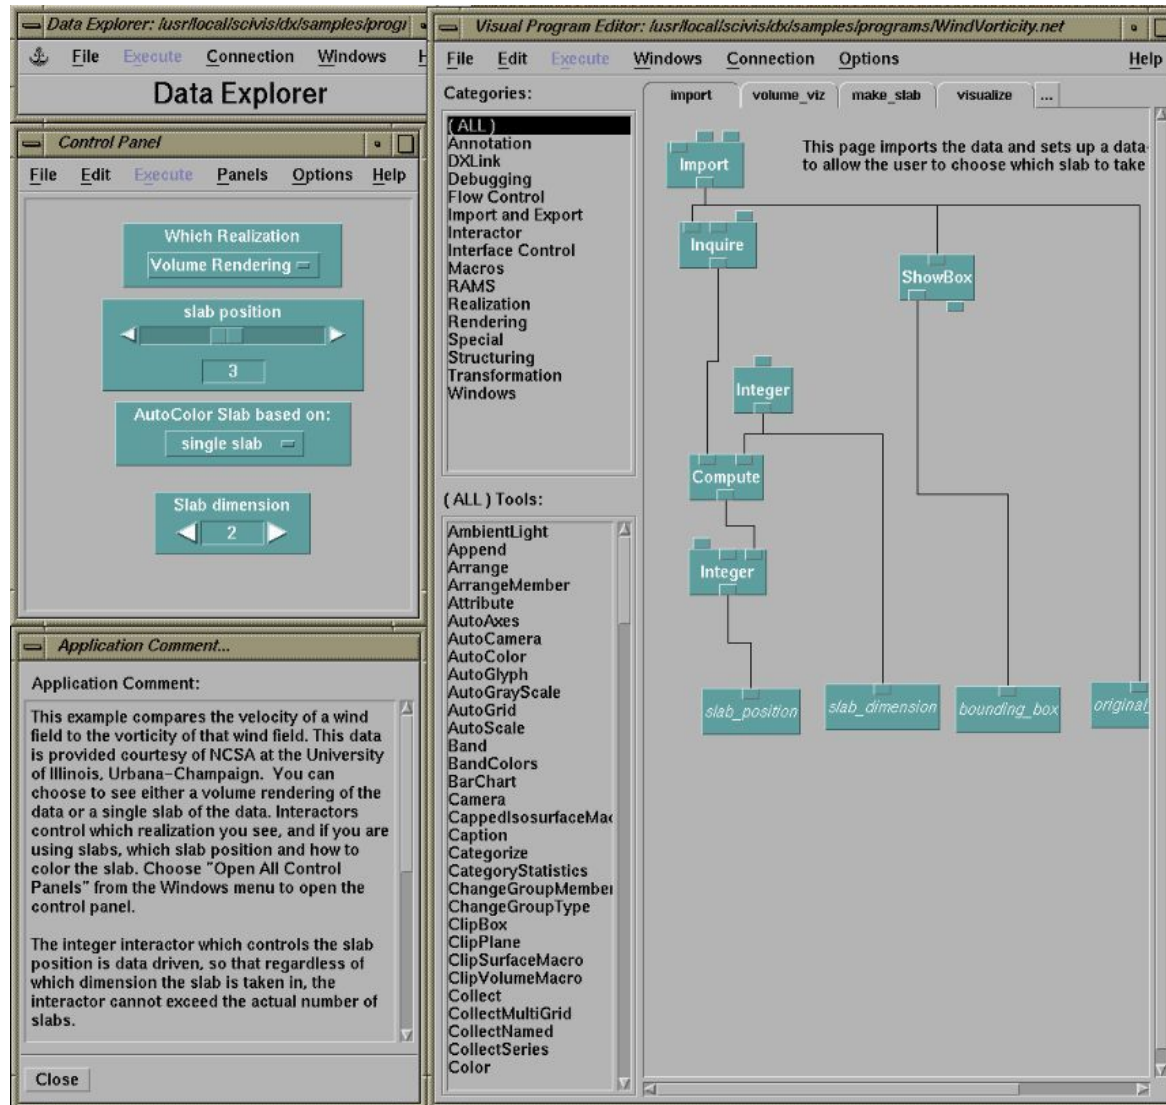 Data Explorer: /usr/local/scivis/dx/samples/progr
File Execute Connection Windows H
Data Explorer
Control Panel
File Edit Execute Panels Options Help
Which Realization
Volume Rendering
slab position
3
AutoColor Slab based on:
single slab
Slab dimension
2
Application Comment...
Application Comment:
This example compares the velocity of a wind
field to the vorticity of that wind field. This data
is provided courtesy of NCSA at the University
of Illinois, Urbana-Champaign. You can
choose to see either a volume rendering of the
data or a single slab of the data. Interactors
control which realization you see, and if you are
using slabs, which slab position and how to
color the slab. Choose "Open All Control
Panels" from the Windows menu to open the
control panel.
The integer interactor which controls the slab
position is data driven, so that regardless of
which dimension the slab is taken in, the
interactor cannot exceed the actual number of
slabs.
Close
Visual Program Editor: /usr/local/scivis/dx/samples/programs/WindVorticity.net
File Edit Execute Windows Connection Options Help
Categories:
(ALL)
Annotation
DXLink
Debugging
Flow Control
Import and Export
Interactor
Interface Control
Macros
RAMS
Realization
Rendering
Special
Structuring
Transformation
Windows
(ALL) Tools:
AmbientLight
Append
Arrange
ArrangeMember
Attribute
AutoAxes
AutoCamera
AutoColor
AutoGlyph
AutoGrayScale
AutoGrid
AutoScale
Band
BandColors
BarChart
Camera
CappedIsosurfaceMac
Caption
Categorize
CategoryStatistics
ChangeGroupMember
ChangeGroupType
ClipBox
ClipPlane
ClipSurfaceMacro
ClipVolumeMacro
Collect
CollectMultiGrid
CollectNamed
CollectSeries
Color
import volume_viz make_slab visualize ...
This page imports the data and sets up a data-
to allow the user to choose which slab to take
Import
Inquire
ShowBox
Integer
Compute
Integer
slab_position
slab_dimension
bounding_box
original_